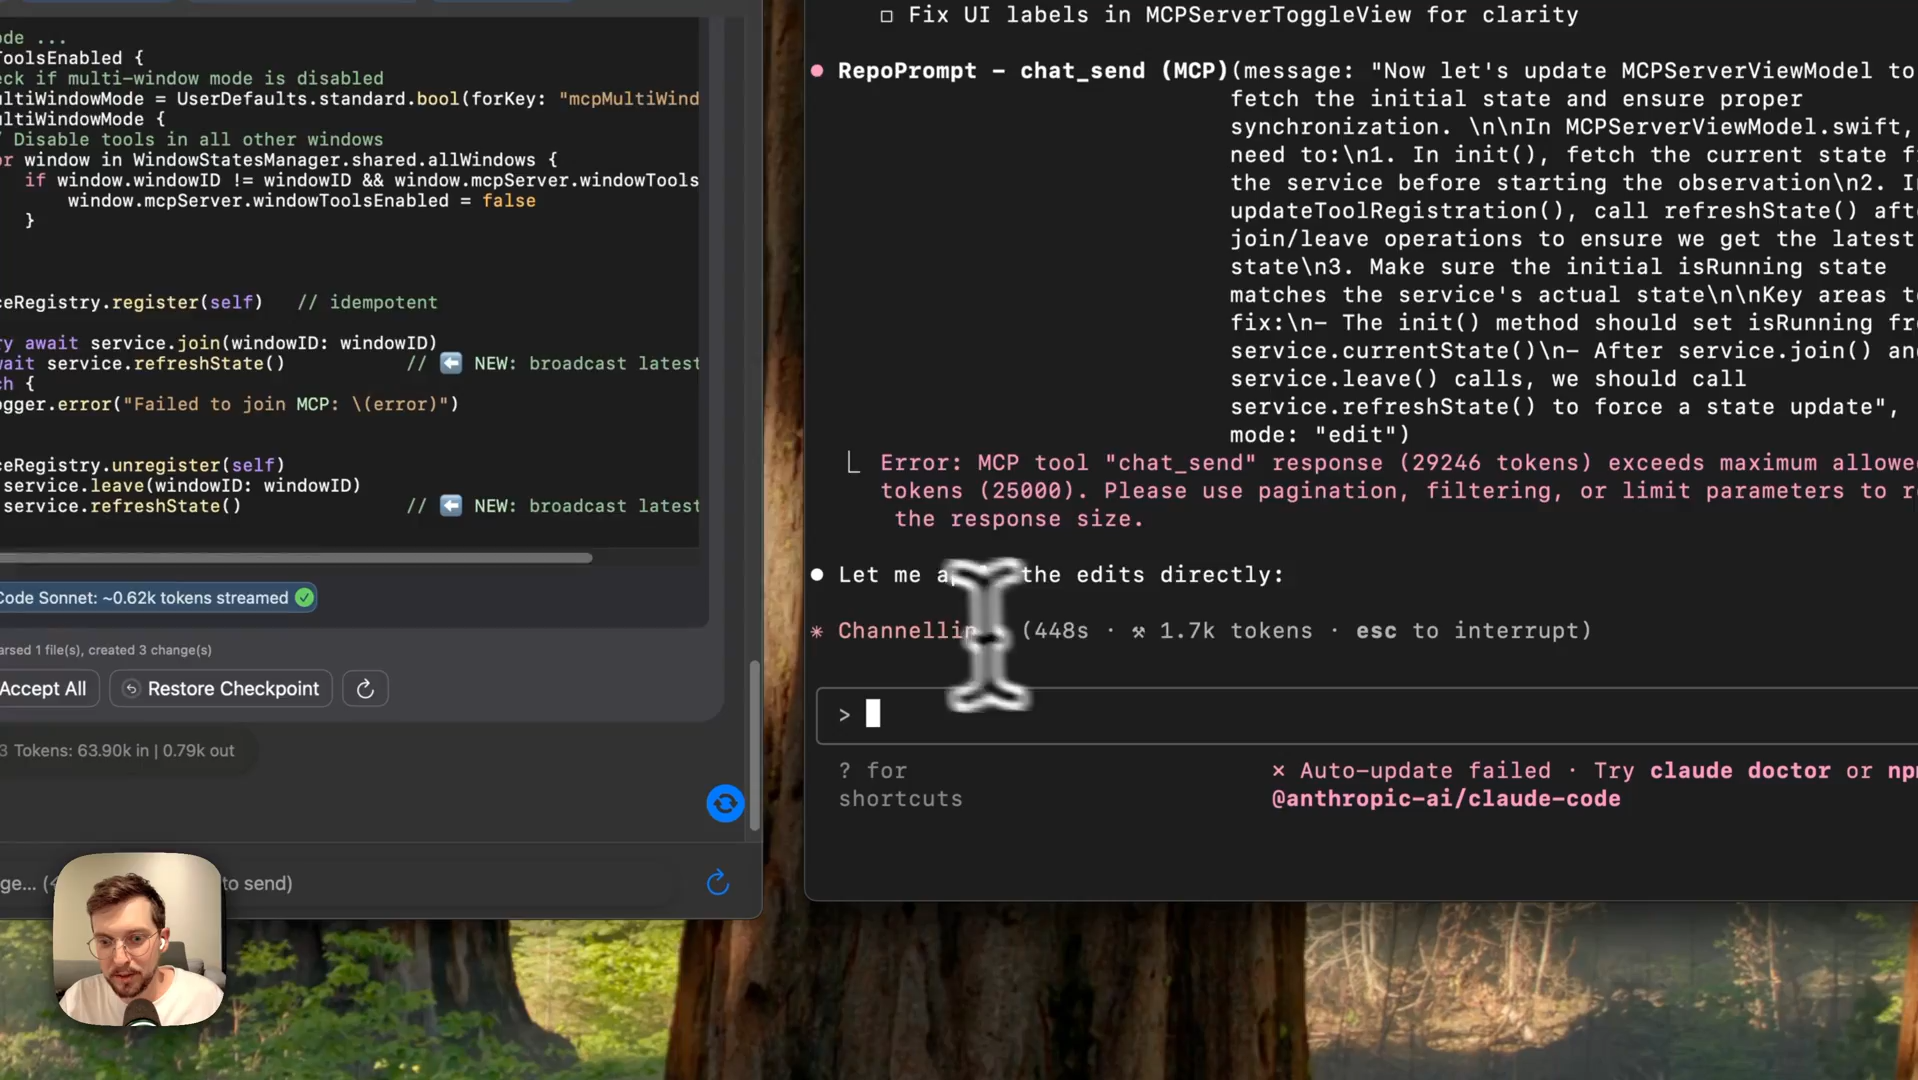 ode ...
ToolsEnabled {
eck if multi-window mode is disabled
ultiWindowMode = UserDefaults.standard.bool(forKey: "mcpMultiWind
ultiWindowMode {
Disable tools in all other windows
or window in WindowStatesManager.shared.allWindows {
if window.windowID != windowID && window.mcpServer.windowTools
window.mcpServer.windowToolsEnabled = false
}
ceRegistry.register(self) // idempotent
ry await service.join(windowID: windowID)
wait service.refreshState() // ⬅️ NEW: broadcast latest
ch {
ogger.error("Failed to join MCP: \(error)")
ceRegistry.unregister(self)
service.leave(windowID: windowID)
service.refreshState() // ⬅️ NEW: broadcast latest
Code Sonnet: ~0.62k tokens streamed ✅
arsed 1 file(s), created 3 change(s)
Accept All
Restore Checkpoint
3 Tokens: 63.90k in | 0.79k out
ge... (
to send)
☐ Fix UI labels in MCPServerToggleView for clarity
● RepoPrompt – chat_send (MCP)(message: "Now let's update MCPServerViewModel to
fetch the initial state and ensure proper
synchronization. \n\nIn MCPServerViewModel.swift,
need to:\n1. In init(), fetch the current state f
the service before starting the observation\n2. I
updateToolRegistration(), call refreshState() aft
join/leave operations to ensure we get the latest
state\n3. Make sure the initial isRunning state
matches the service's actual state\n\nKey areas t
fix:\n– The init() method should set isRunning fr
service.currentState()\n– After service.join() an
service.leave() calls, we should call
service.refreshState() to force a state update",
mode: "edit")
⎿ Error: MCP tool "chat_send" response (29246 tokens) exceeds maximum allowe
tokens (25000). Please use pagination, filtering, or limit parameters to r
the response size.
● Let me the edits directly:
✳ Channellin (448s · ⚒ 1.7k tokens · esc to interrupt)
>
? for
shortcuts
× Auto-update failed · Try claude doctor or np
@anthropic-ai/claude-code